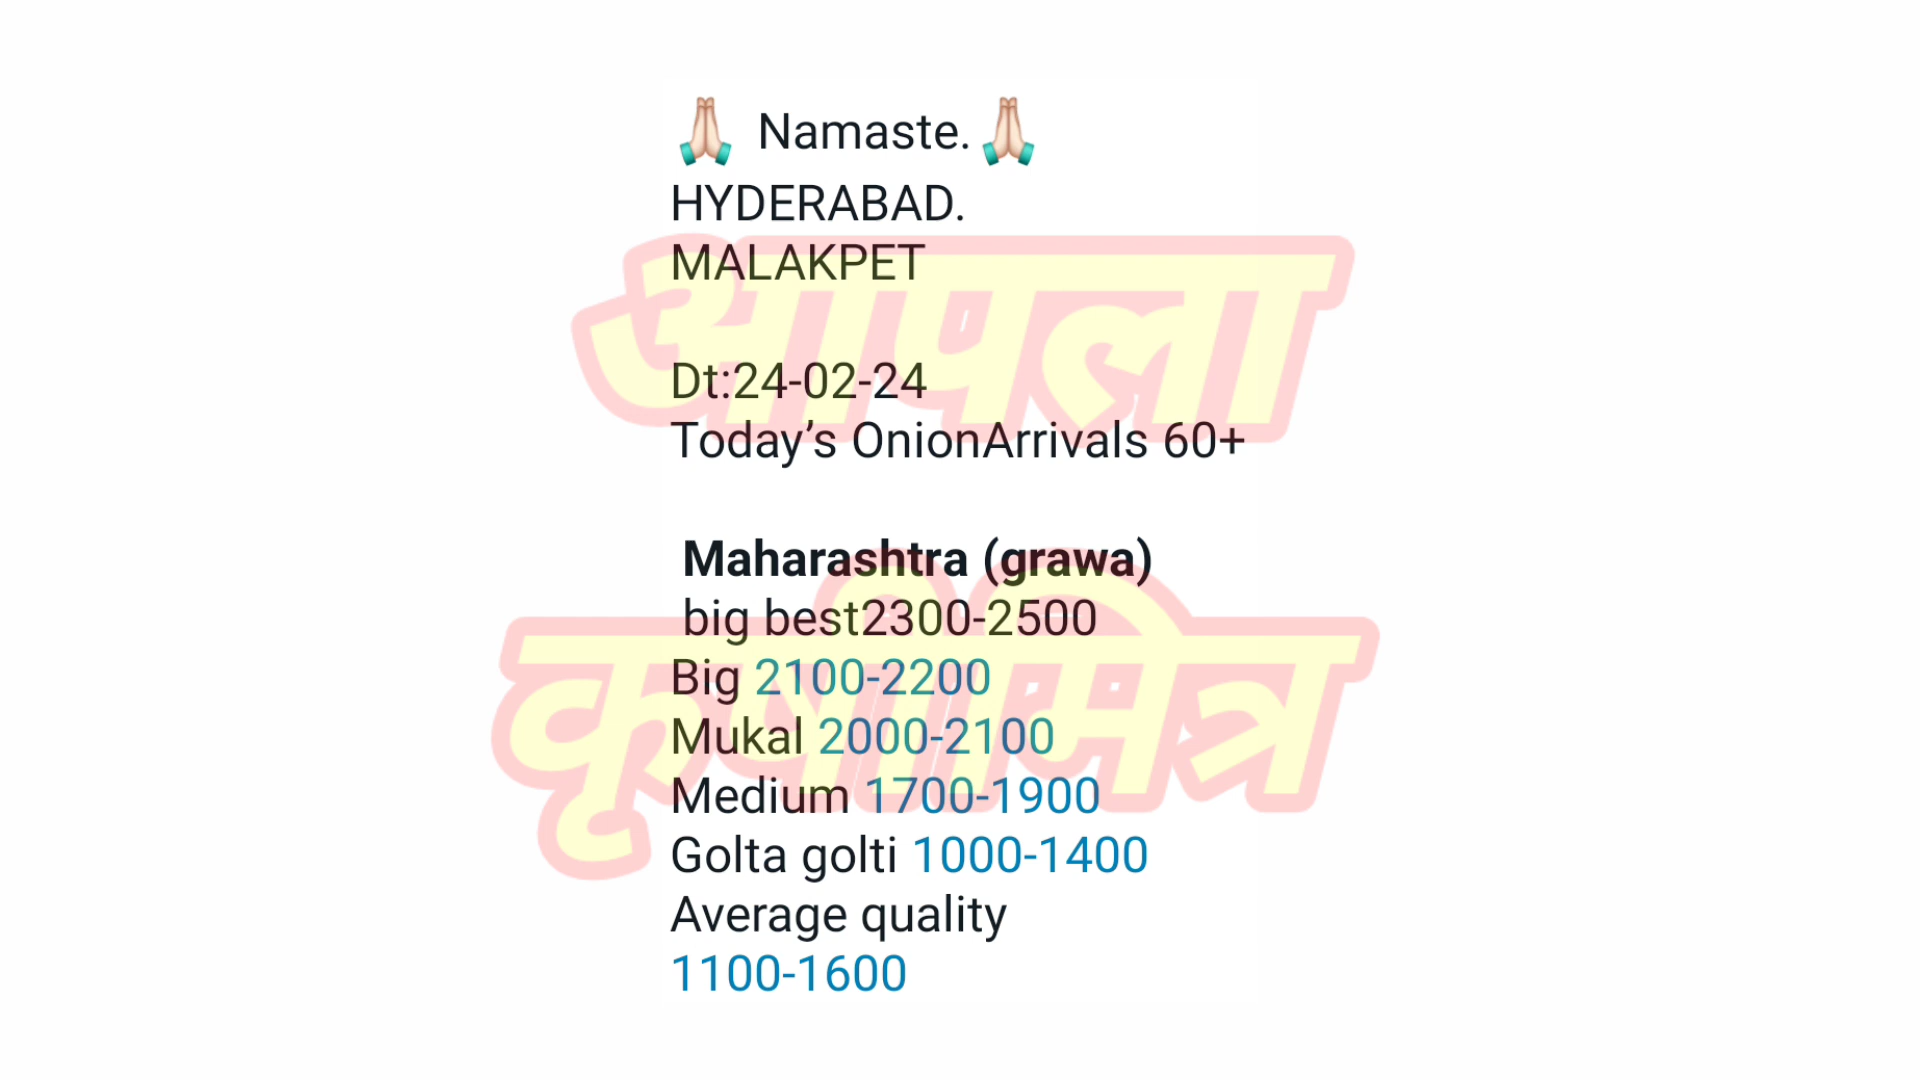 🙏🏻 Namaste.🙏🏻
HYDERABAD.
MALAKPET
Dt:24-02-24
Today’s OnionArrivals 60+
Maharashtra (grawa)
big best2300-2500
Big 2100-2200
Mukal 2000-2100
Medium 1700-1900
Golta golti 1000-1400
Average quality
1100-1600
आपला
कृषीमित्र